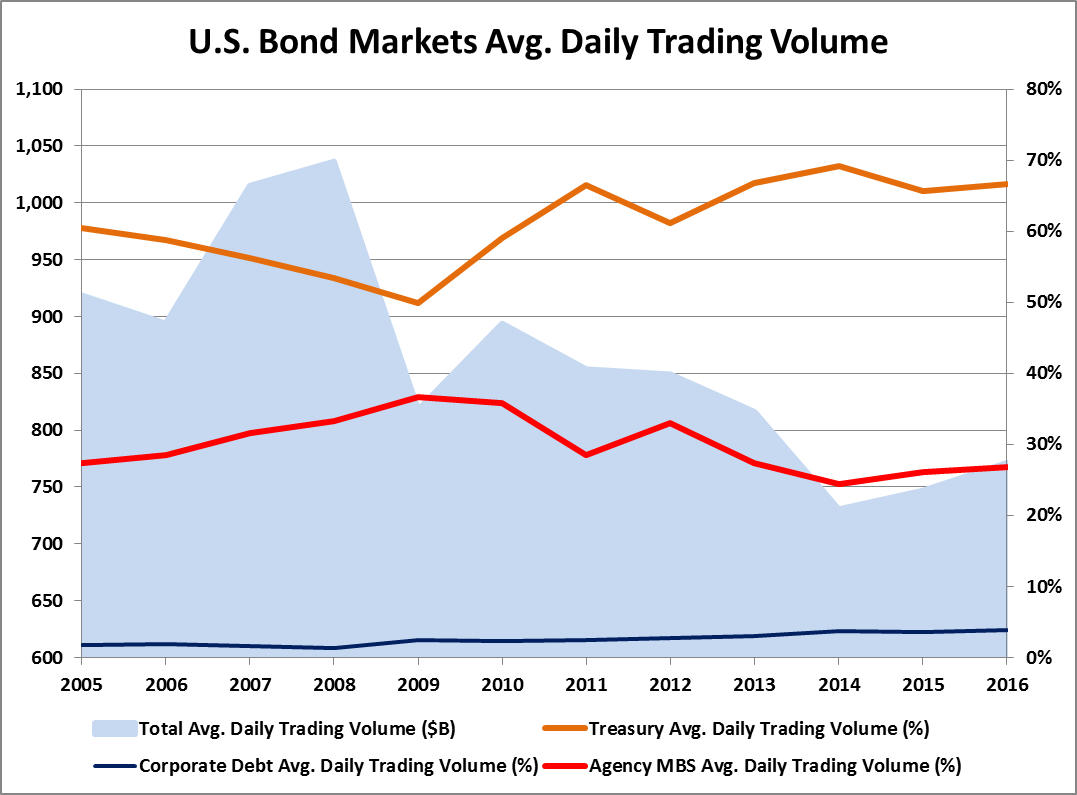 U.S. Bond Markets Avg. Daily Trading Volume
1,100 80%
1,050 70%
1,000 60%
950 50%
900 40%
850 30%
800 20%
750 10%
700 0%
650
600
2005 2006 2007 2008 2009 2010 2011 2012 2013 2014 2015 2016
Total Avg. Daily Trading Volume ($B) Treasury Avg. Daily Trading Volume (%)
Corporate Debt Avg. Daily Trading Volume (%) Agency MBS Avg. Daily Trading Volume (%)